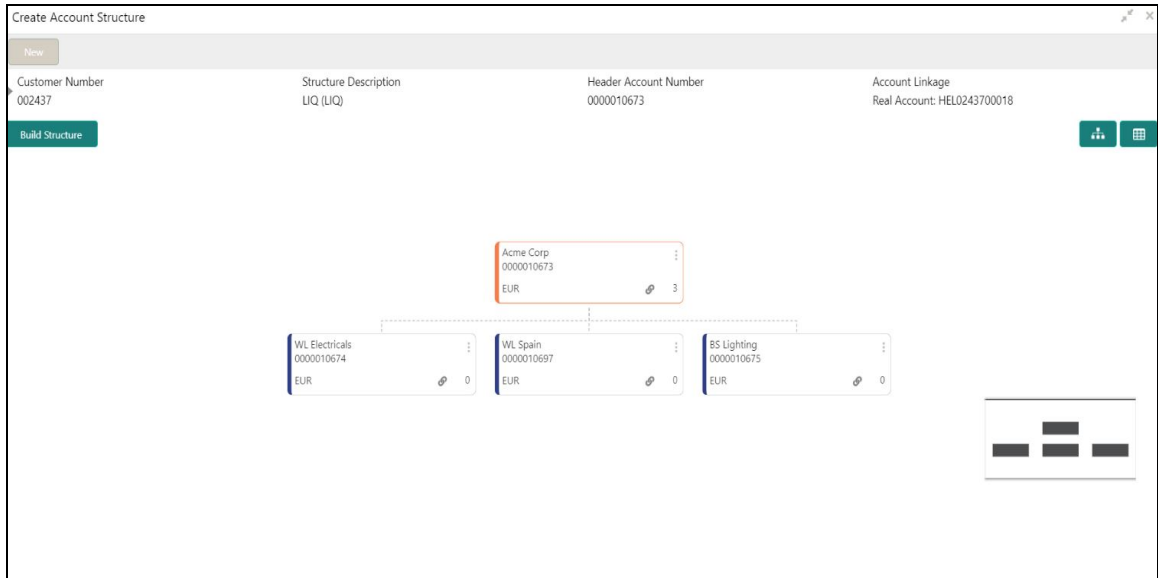 Create Account Structure
New
Customer Number
Structure Description
Header Account Number
Account Linkage
002437
LIQ (LIQ)
0000010673
Real Account: HEL0243700018
Build Structure
Acme Corp
0000010673
EUR 3
WL Electricals
0000010674
EUR 0
WL Spain
0000010697
EUR 0
BS Lighting
0000010675
EUR 0